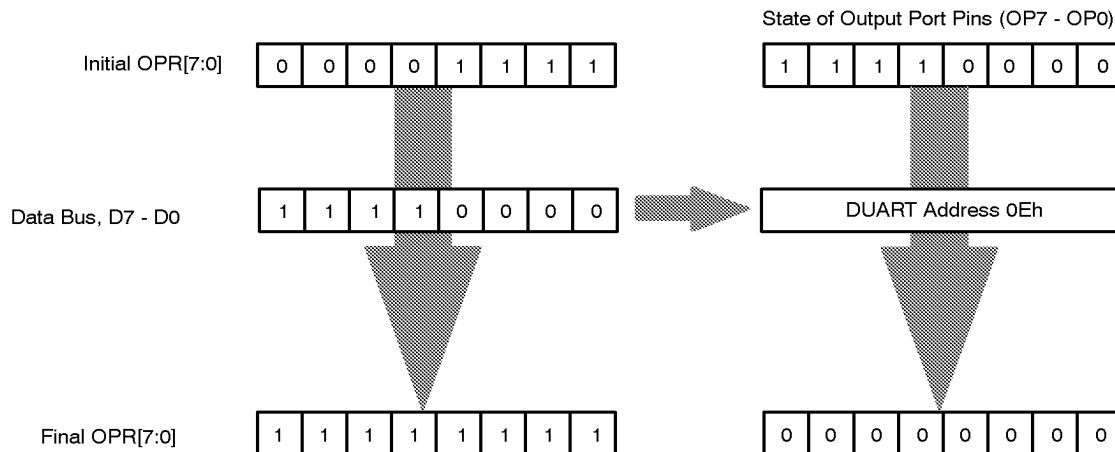 State of Output Port Pins (OP7 - OP0)
Initial OPR[7:0] 0 0 0 0 1 1 1 1 1 1 1 1 0 0 0 0
Data Bus, D7 - D0 1 1 1 1 0 0 0 0 DUART Address 0Eh
Final OPR[7:0] 1 1 1 1 1 1 1 1 0 0 0 0 0 0 0 0